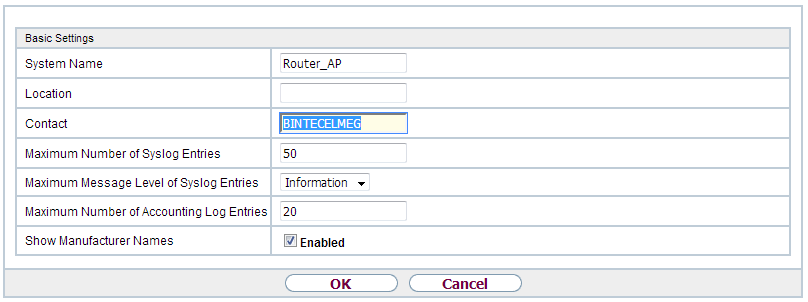 Basic Settings
System Name Router_AP
Location
Contact BINTECELMEG
Maximum Number of Syslog Entries 50
Maximum Message Level of Syslog Entries Information
Maximum Number of Accounting Log Entries 20
Show Manufacturer Names Enabled
OK Cancel